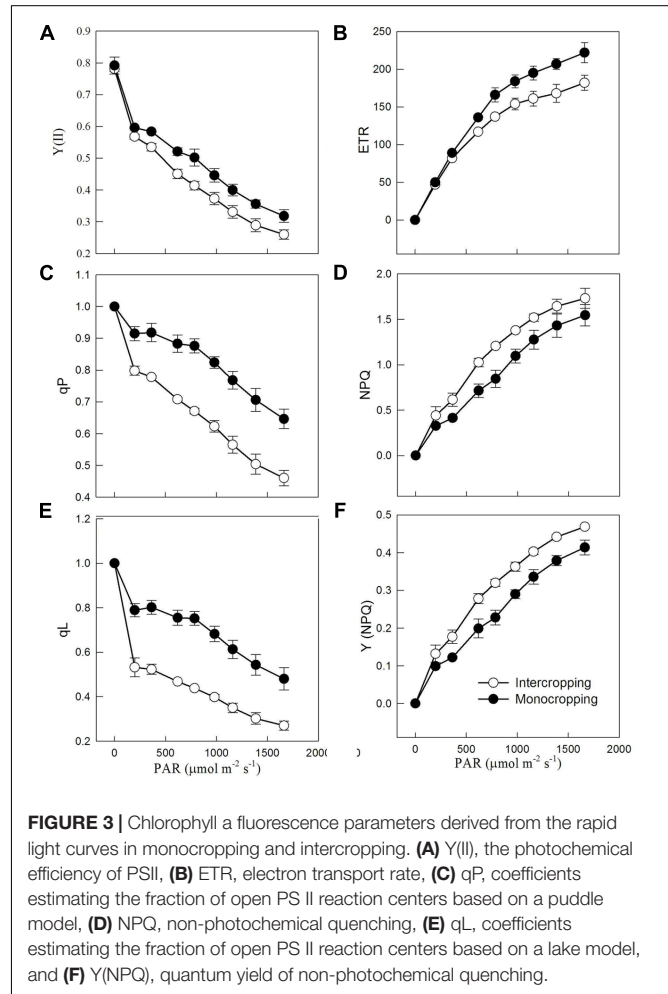 A
B
0.8
0.7
0.6
0.5
0.4
0.3
0.2
Y(II)
250
200
150
100
50
0
ETR
C
D
1.0
0.9
0.8
0.7
0.6
0.5
0.4
qP
2.0
1.5
1.0
0.5
0.0
NPQ
E
F
1.2
1.0
0.8
0.6
0.4
0.2
qL
0 500 1000 1500 2000
PAR (μmol m⁻² s⁻¹)
0.5
0.4
0.3
0.2
0.1
0.0
Y (NPQ)
Intercropping
Monocropping
0
0 500 1000 1500 2000
PAR (μmol m⁻² s⁻¹)
FIGURE 3 | Chlorophyll a fluorescence parameters derived from the rapid
light curves in monocropping and intercropping. (A) Y(II), the photochemical
efficiency of PSII, (B) ETR, electron transport rate, (C) qP, coefficients
estimating the fraction of open PS II reaction centers based on a puddle
model, (D) NPQ, non-photochemical quenching, (E) qL, coefficients
estimating the fraction of open PS II reaction centers based on a lake model,
and (F) Y(NPQ), quantum yield of non-photochemical quenching.